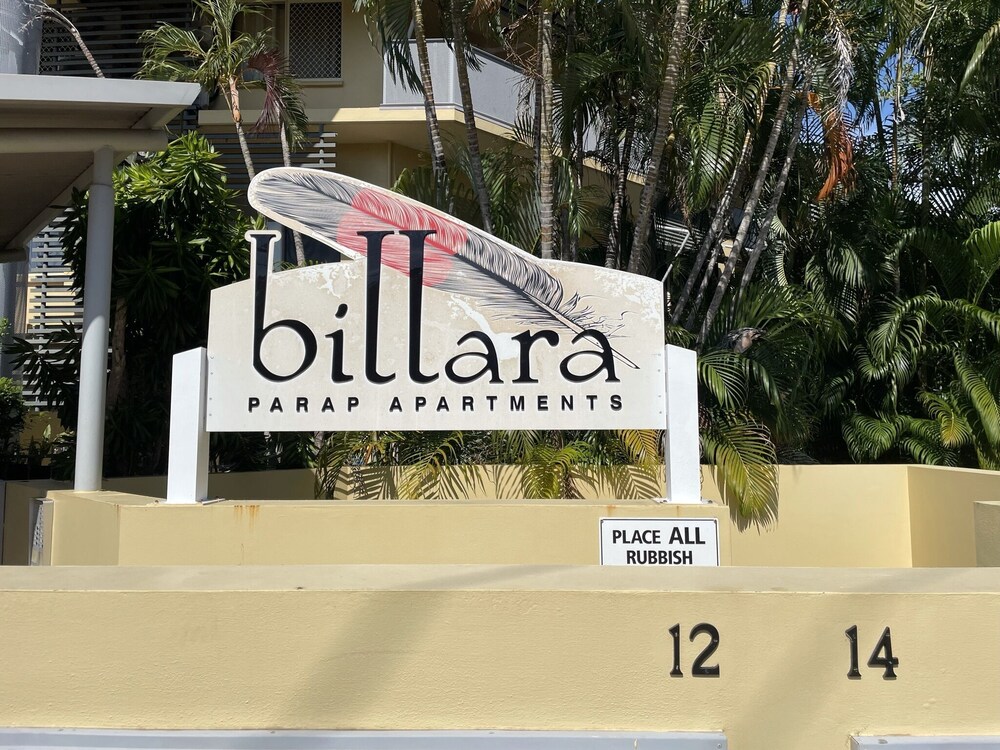 billara
PARAP APARTMENTS
PLACE ALL
RUBBISH
12 14